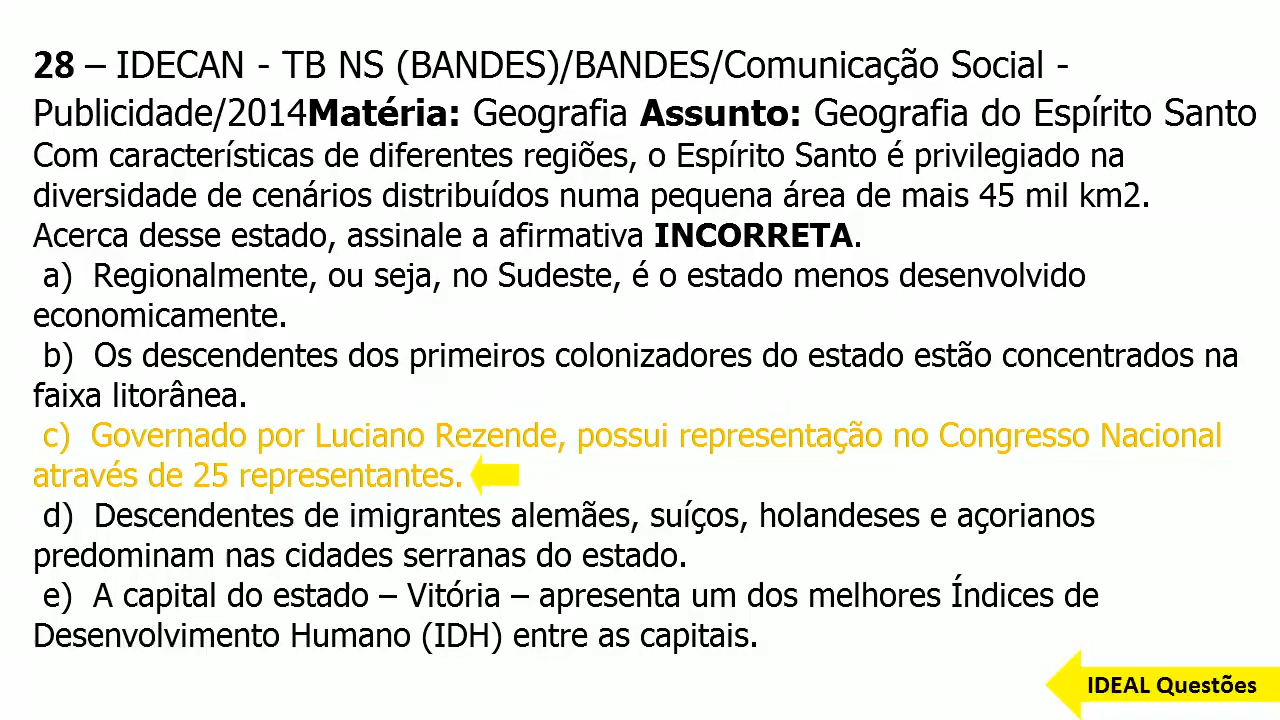 28 – IDECAN - TB NS (BANDES)/BANDES/Comunicação Social -
Publicidade/2014Matéria: Geografia Assunto: Geografia do Espírito Santo
Com características de diferentes regiões, o Espírito Santo é privilegiado na
diversidade de cenários distribuídos numa pequena área de mais 45 mil km2.
Acerca desse estado, assinale a afirmativa INCORRETA.
a) Regionalmente, ou seja, no Sudeste, é o estado menos desenvolvido
economicamente.
b) Os descendentes dos primeiros colonizadores do estado estão concentrados na
faixa litorânea.
c) Governado por Luciano Rezende, possui representação no Congresso Nacional
através de 25 representantes.
d) Descendentes de imigrantes alemães, suíços, holandeses e açorianos
predominam nas cidades serranas do estado.
e) A capital do estado – Vitória – apresenta um dos melhores Índices de
Desenvolvimento Humano (IDH) entre as capitais.
IDEAL Questões